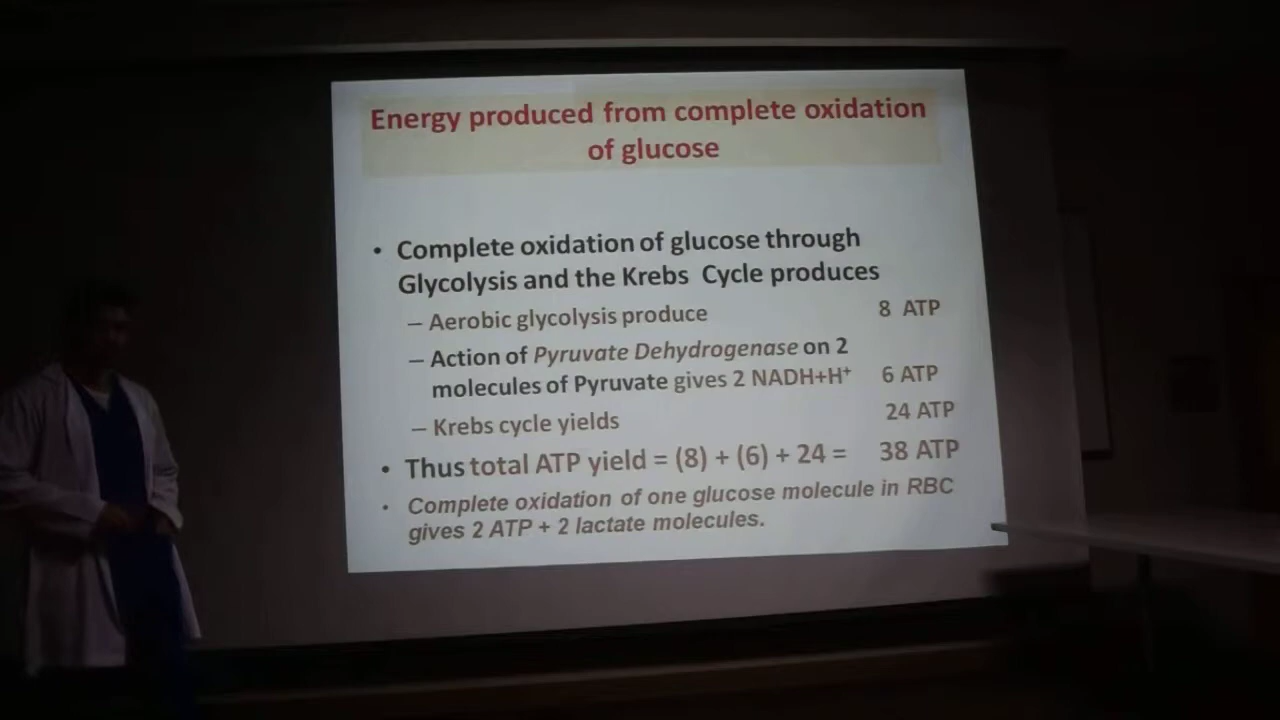 Energy produced from complete oxidation
of glucose
• Complete oxidation of glucose through
Glycolysis and the Krebs Cycle produces
– Aerobic glycolysis produce 8 ATP
– Action of Pyruvate Dehydrogenase on 2
molecules of Pyruvate gives 2 NADH+H⁺ 6 ATP
– Krebs cycle yields 24 ATP
• Thus total ATP yield = (8) + (6) + 24 = 38 ATP
• Complete oxidation of one glucose molecule in RBC
gives 2 ATP + 2 lactate molecules.